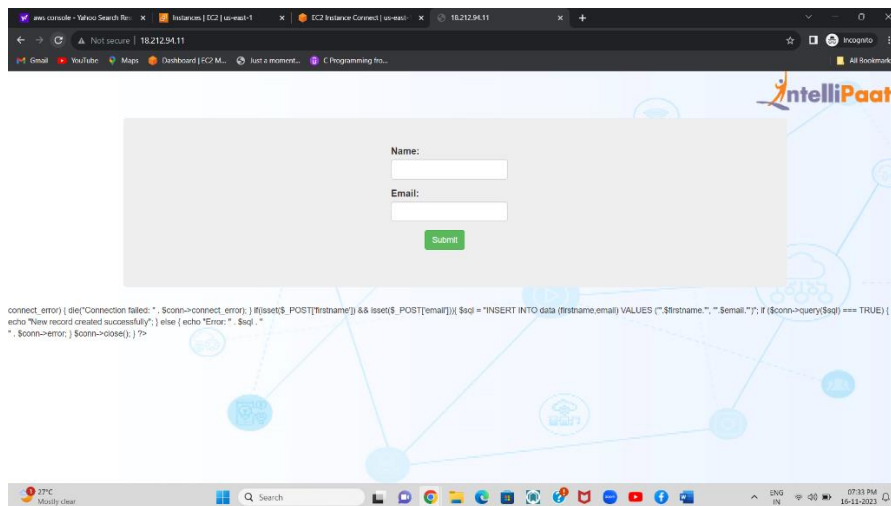 aws console - Yahoo Search Res
Instances | EC2 | us-east-1
EC2 Instance Connect | us-east-
18.212.94.11
Not secure | 18.212.94.11
Incognito
Gmail
YouTube
Maps
Dashboard | EC2 M...
Just a moment...
C Programming fro...
All Bookmark
IntelliPaat
Name:
Email:
Submit
connect_error) { die("Connection failed: " . $conn->connect_error); } if(isset($_POST['firstname']) && isset($_POST['email'])){ $sql = "INSERT INTO data (firstname,email) VALUES ('".$firstname."', '".$email."')"; if ($conn->query($sql) === TRUE) {
echo "New record created successfully"; } else { echo "Error: " . $sql . "
" . $conn->error; } $conn->close(); } ?>
27°C
Mostly clear
Search
ENG
IN
07:33 PM
16-11-2023